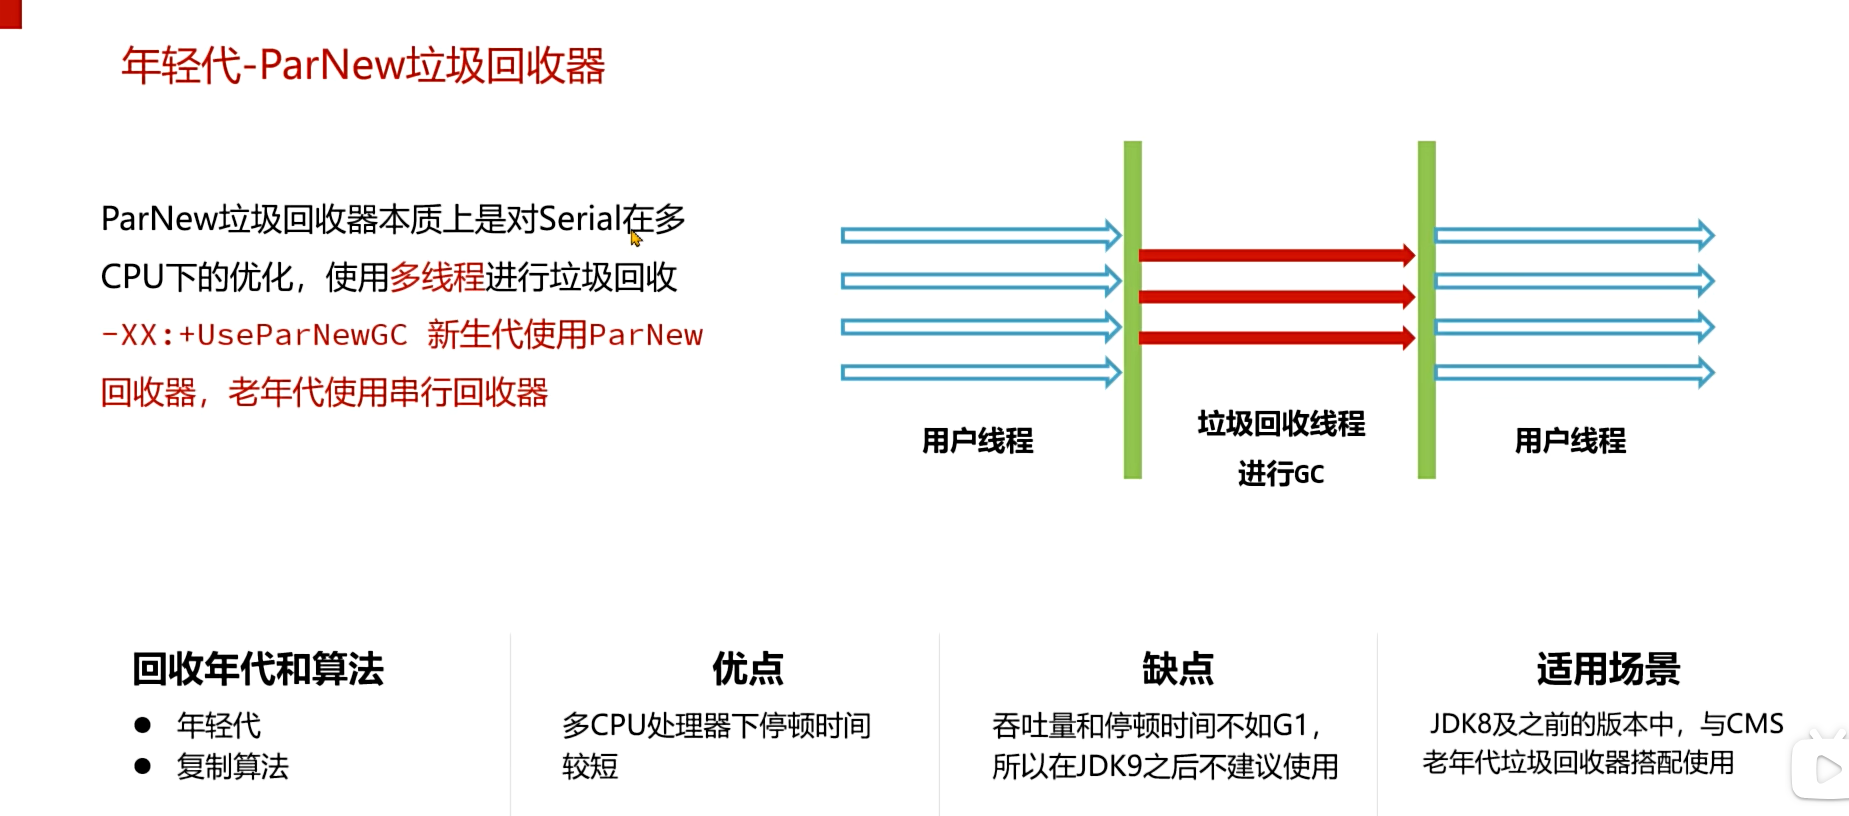 年轻代-ParNew垃圾回收器
ParNew垃圾回收器本质上是对Serial在多
CPU下的优化，使用多线程进行垃圾回收
-XX:+UseParNewGC 新生代使用ParNew
回收器，老年代使用串行回收器
用户线程
垃圾回收线程
进行GC
用户线程
回收年代和算法
● 年轻代
● 复制算法
优点
多CPU处理器下停顿时间
较短
缺点
吞吐量和停顿时间不如G1，
所以在JDK9之后不建议使用
适用场景
JDK8及之前的版本中，与CMS
老年代垃圾回收器搭配使用